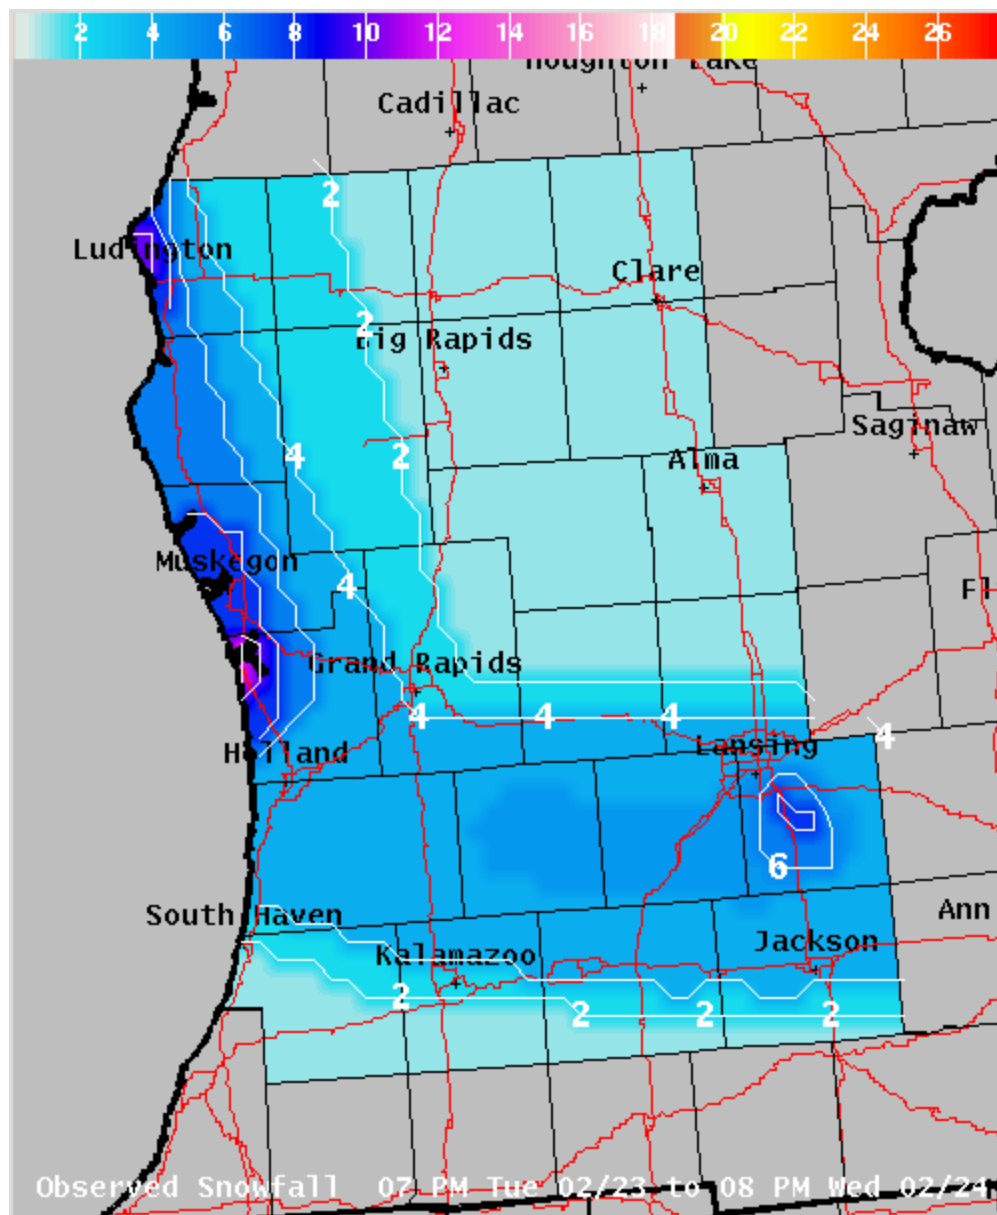 2 4 6 8 10 12 14 16 18 20 22 24 26
Houghton Lake
Cadillac
2
Ludington
Clare
2
Big Rapids
Saginaw
4 2
Alma
Muskegon
4 Fl
Grand Rapids
4 4 4
4
Lansing
Holland
6
South Haven
Ann
Jackson
Kalamazoo
2
2 2 2
Observed Snowfall 07 PM Tue 02/23 to 08 PM Wed 02/24